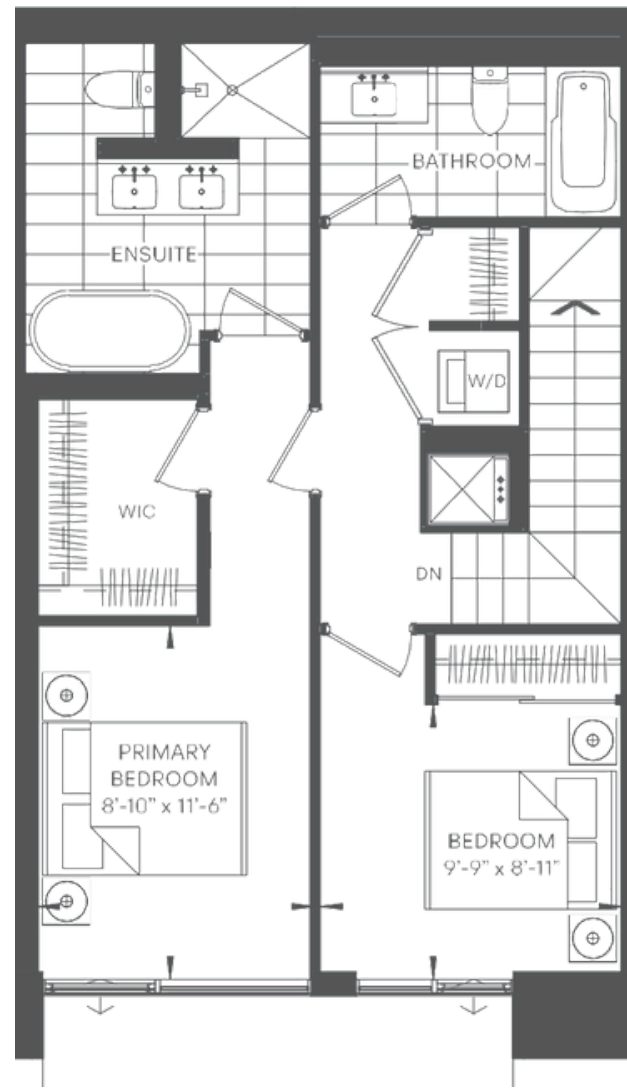 BATHROOM
ENSUITE
W/D
WIC
DN
PRIMARY
BEDROOM
8'-10" x 11'-6"
BEDROOM
9'-9" x 8'-11"